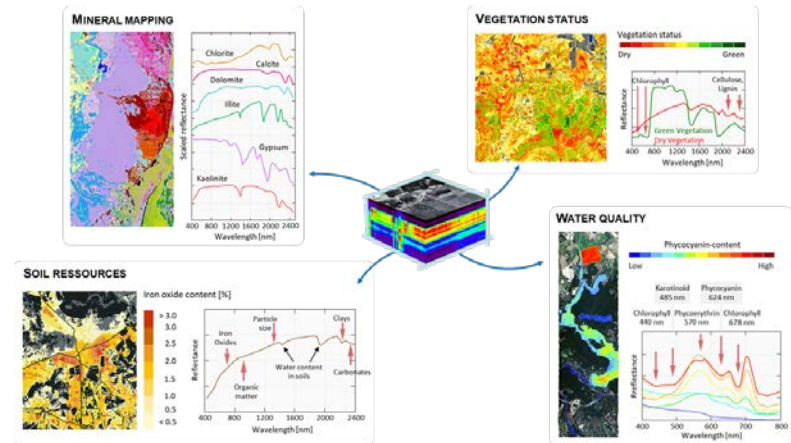 MINERAL MAPPING
Chlorite
Calcite
Dolomite
Illite
Gypsum
Kaolinite
Scaled reflectance
400 800 1200 1600 2000 2400
Wavelength [nm]
VEGETATION STATUS
Vegetation status
Dry Green
Chlorophyll
Cellulose,
Lignin
Green Vegetation
Dry Vegetation
Reflectance
400 800 1200 1600 2000 2400
Wavelength [nm]
SOIL RESSOURCES
Iron oxide content [%]
> 3.0
3.0
2.5
2.0
1.5
1.0
< 0.5
Particle
size
Clays
Iron
Oxides
Water content
in soils
Organic
matter
Carbonates
Reflectance
400 800 1200 1600 2000 2400
Wavelength [nm]
WATER QUALITY
Phycocyanin-content
Low High
Karotinoid
485 nm
Phycocyanin
624 nm
Chlorophyll
440 nm
Phycoerythrin
570 nm
Chlorophyll
678 nm
Rreflectance
400 500 600 700 800
Wavelength [nm]